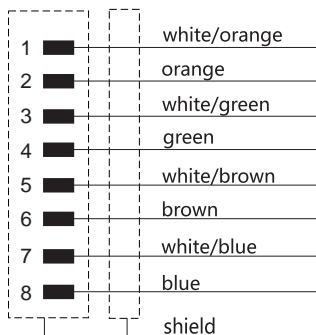 1 white/orange
2 orange
3 white/green
4 green
5 white/brown
6 brown
7 white/blue
8 blue
shield